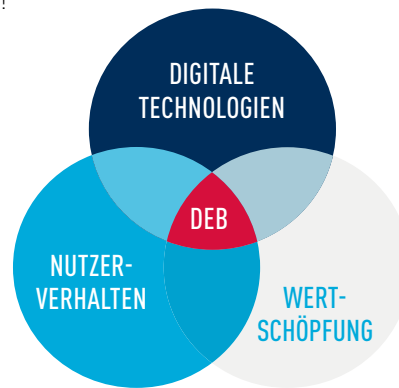 !
DIGITALE
TECHNOLOGIEN
DEB
NUTZER-
VERHALTEN
WERT-
SCHÖPFUNG